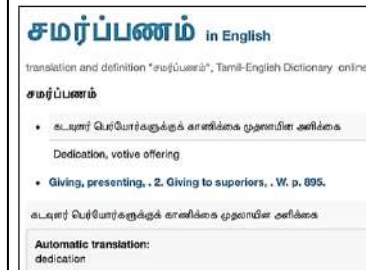 சமர்ப்பணம் in English
translation and definition "சமர்ப்பணம்", Tamil-English Dictionary online
சமர்ப்பணம்
• கடவுளர் பெரியோர்களுக்குக் காணிக்கை முதலாயின அளிக்கை
Dedication, votive offering
• Giving, presenting, . 2. Giving to superiors, . W. p. 895.
கடவுளர் பெரியோர்களுக்குக் காணிக்கை முதலாயின அளிக்கை
Automatic translation:
dedication